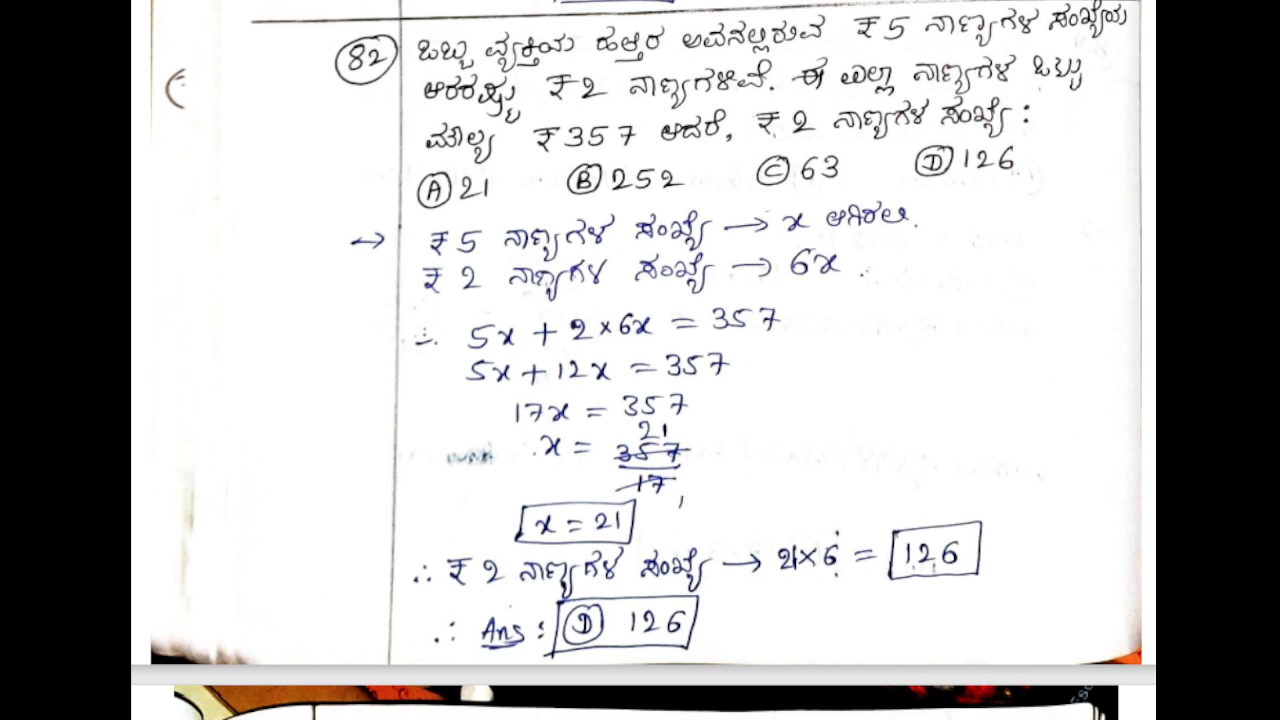 82 ಒಬ್ಬ ವ್ಯಕ್ತಿಯ ಹತ್ತಿರ ಅವನಲ್ಲಿರುವ ₹5 ನಾಣ್ಯಗಳ ಸಂಖ್ಯೆಯ
ಆರರಷ್ಟು ₹2 ನಾಣ್ಯಗಳಿವೆ. ಈ ಎಲ್ಲಾ ನಾಣ್ಯಗಳ ಒಟ್ಟು
ಮೌಲ್ಯ ₹357 ಆದರೆ, ₹2 ನಾಣ್ಯಗಳ ಸಂಖ್ಯೆ:
A 21 B 252 C 63 D 126
→ ₹5 ನಾಣ್ಯಗಳ ಸಂಖ್ಯೆ → x ಆಗಿರಲಿ.
₹2 ನಾಣ್ಯಗಳ ಸಂಖ್ಯೆ → 6x.
∴ 5x + 2×6x = 357
5x + 12x = 357
17x = 357
21
∴ x = 357
17
x = 21
∴ ₹2 ನಾಣ್ಯಗಳ ಸಂಖ್ಯೆ → 21×6 = 126
∴ Ans: D 126